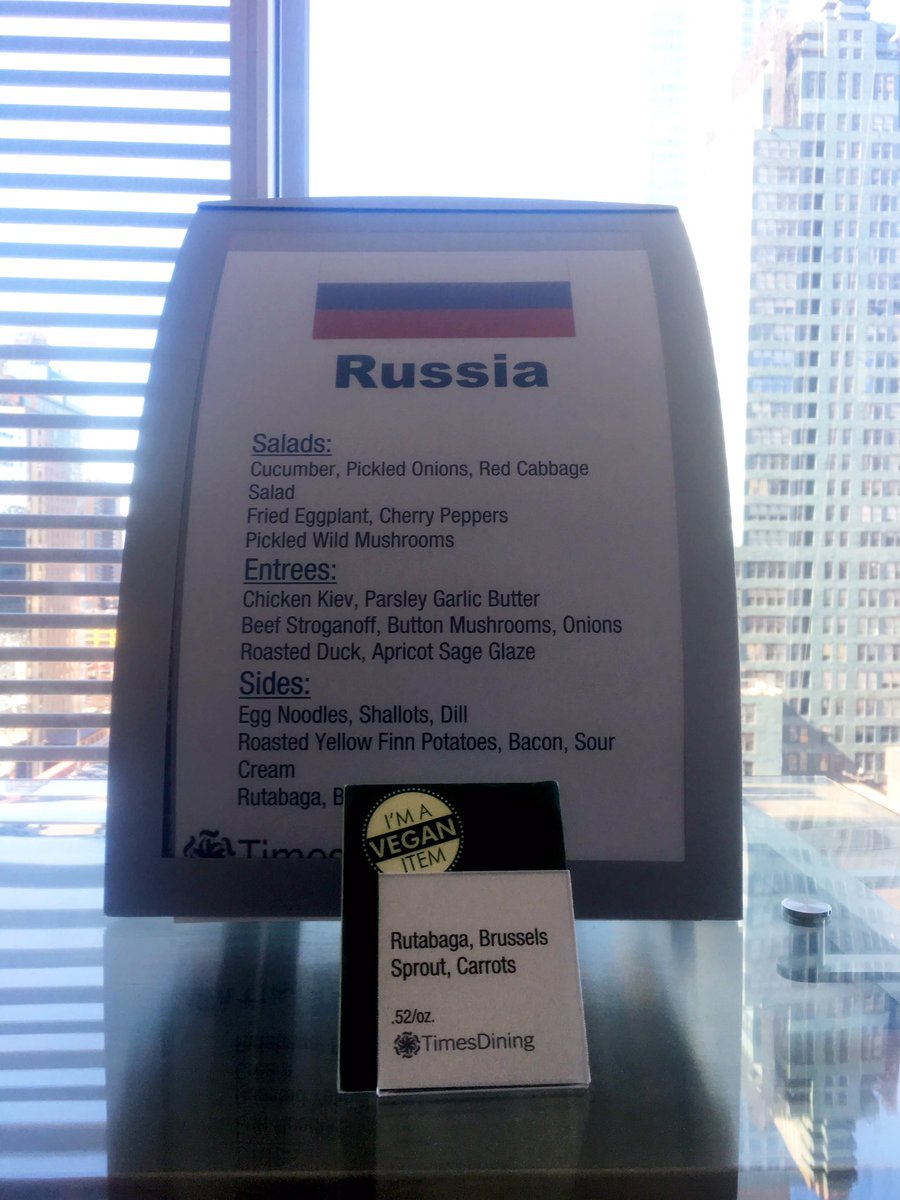 Russia
Salads:
Cucumber, Pickled Onions, Red Cabbage
Salad
Fried Eggplant, Cherry Peppers
Pickled Wild Mushrooms
Entrees:
Chicken Kiev, Parsley Garlic Butter
Beef Stroganoff, Button Mushrooms, Onions
Roasted Duck, Apricot Sage Glaze
Sides:
Egg Noodles, Shallots, Dill
Roasted Yellow Finn Potatoes, Bacon, Sour
Cream
Rutabaga, B
Times
I'M A
VEGAN
ITEM
Rutabaga, Brussels
Sprout, Carrots
.52/oz.
TimesDining